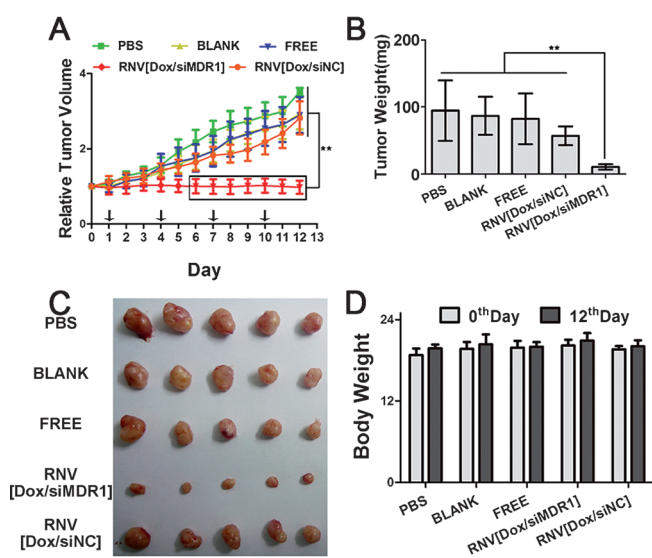 A
PBS BLANK FREE
RNV[Dox/siMDR1] RNV[Dox/siNC]
Relative Tumor Volume
4
2
0
**
0 1 2 3 4 5 6 7 8 9 10 11 12 13
Day
B
Tumor Weight(mg)
200
100
0
**
PBS
BLANK
FREE
RNV[Dox/siNC]
RNV[Dox/siMDR1]
C
PBS
BLANK
FREE
RNV
[Dox/siMDR1]
RNV
[Dox/siNC]
D
0thDay 12thDay
Body Weight
24
12
0
PBS
BLANK
FREE
RNV[Dox/siMDR1]
RNV[Dox/siNC]